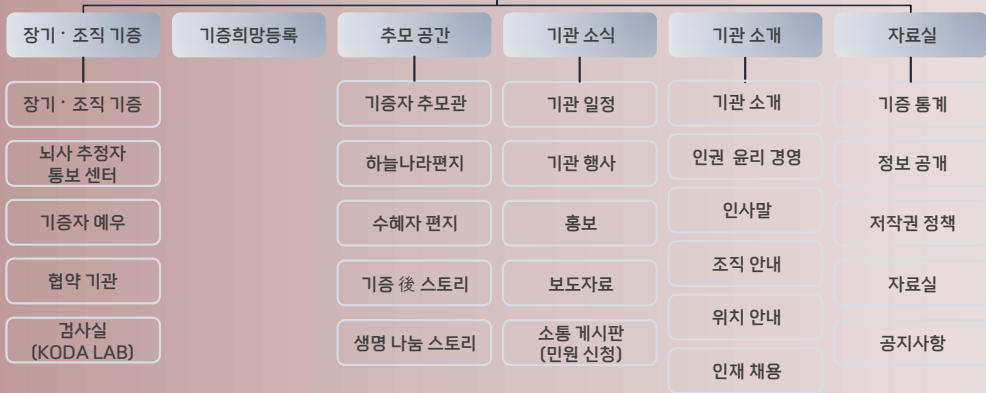 장기 · 조직 기증
기증희망등록
추모 공간
기관 소식
기관 소개
자료실
장기 · 조직 기증
뇌사 추정자
통보 센터
기증자 예우
협약 기관
검사실
(KODA LAB)
기증자 추모관
하늘나라편지
수혜자 편지
기증 後 스토리
생명 나눔 스토리
기관 일정
기관 행사
홍보
보도자료
소통 게시판
(민원 신청)
기관 소개
인권 윤리 경영
인사말
조직 안내
위치 안내
인재 채용
기증 통계
정보 공개
저작권 정책
자료실
공지사항